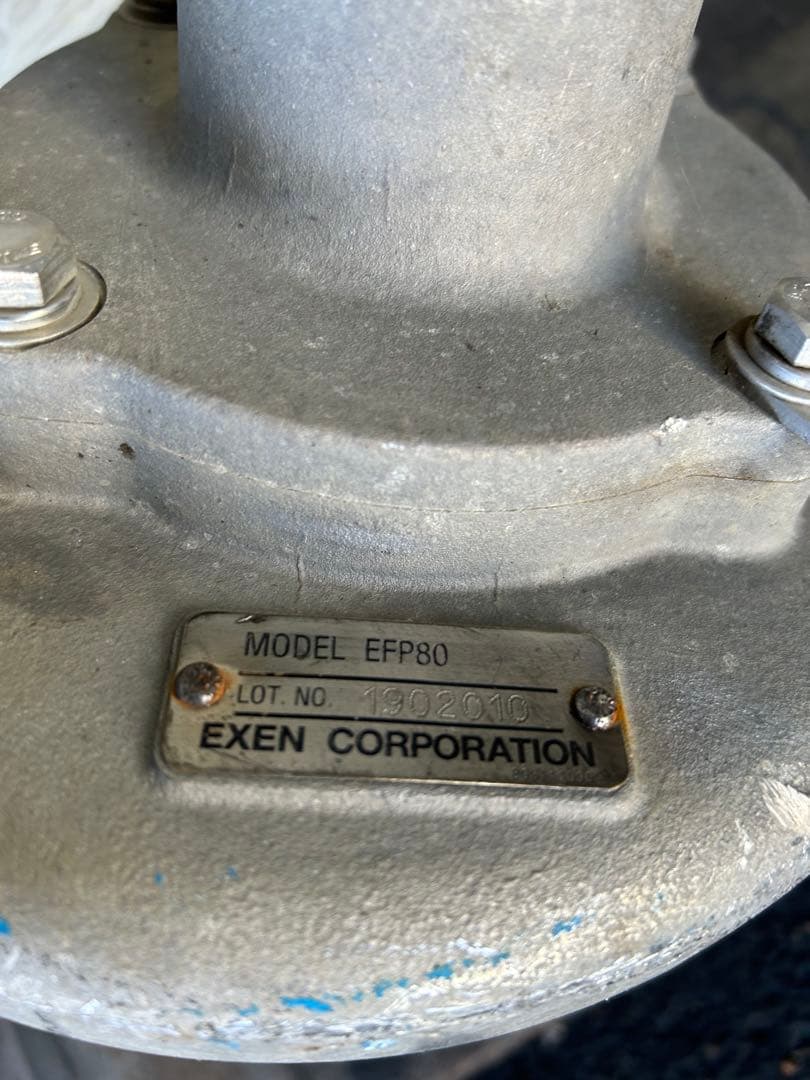 MODEL EFP80
LOT. NO. 1902010
EXEN CORPORATION